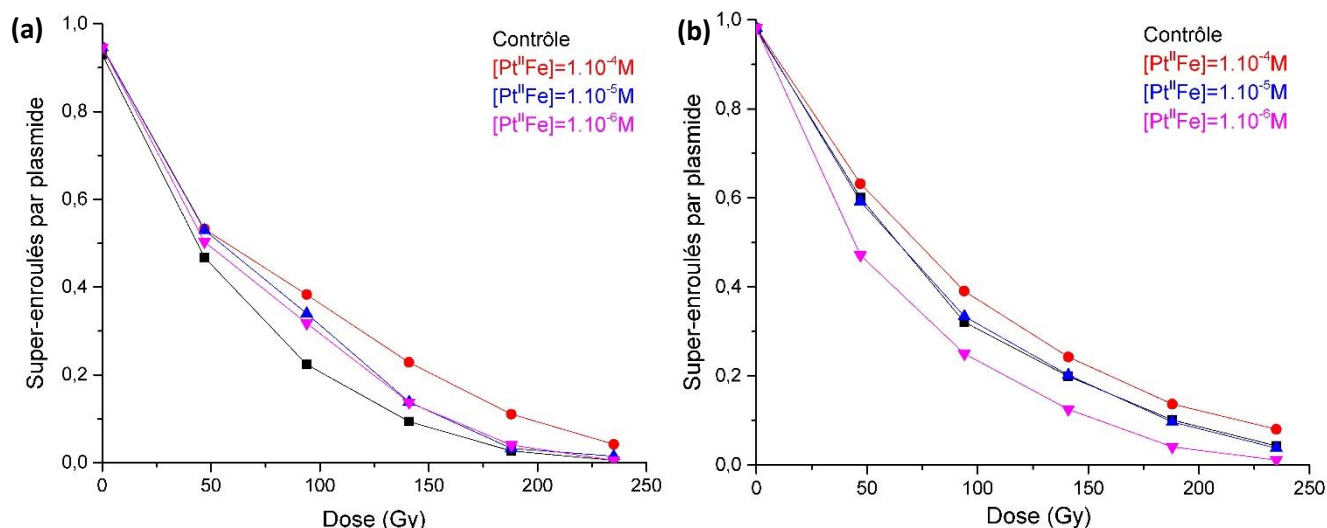 (a)
Super-enroulés par plasmide
1,0
0,8
0,6
0,4
0,2
0,0
0
50
100
150
200
250
Dose (Gy)
Contrôle
[PtᴵᴵFe]=1.10⁻⁴M
[PtᴵᴵFe]=1.10⁻⁵M
[PtᴵᴵFe]=1.10⁻⁶M
(b)
Super-enroulés par plasmide
1,0
0,8
0,6
0,4
0,2
0,0
0
50
100
150
200
250
Dose (Gy)
Contrôle
[PtᴵᴵFe]=1.10⁻⁴M
[PtᴵᴵFe]=1.10⁻⁵M
[PtᴵᴵFe]=1.10⁻⁶M